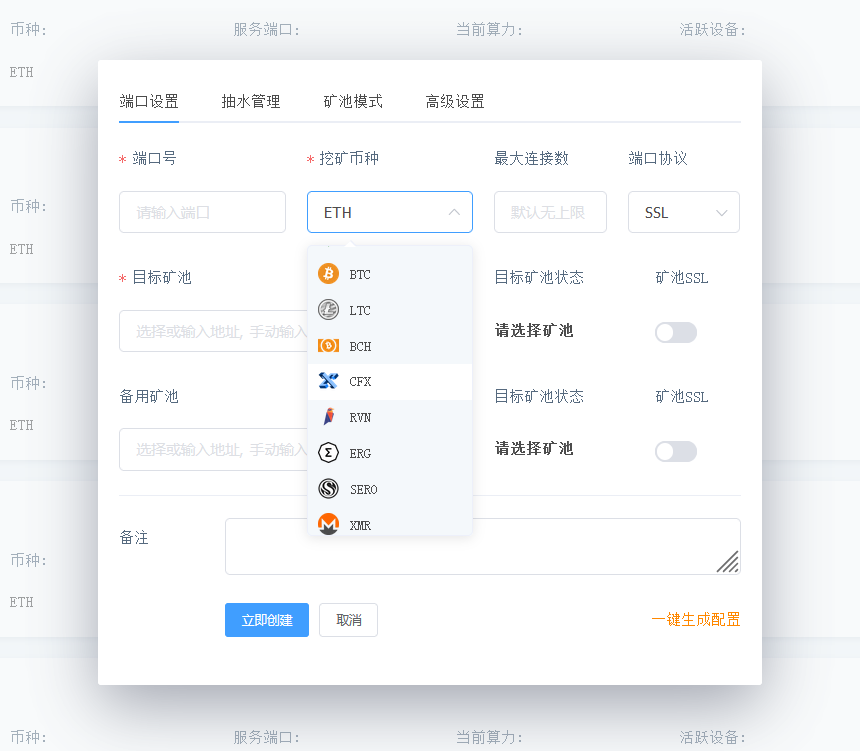 币种: 服务端口: 当前算力: 活跃设备:
ETH
端口设置 抽水管理 矿池模式 高级设置
* 端口号 * 挖矿币种 最大连接数 端口协议
币种:
请输入端口 ETH 默认无上限 SSL
ETH
* 目标矿池 目标矿池状态 矿池SSL
BTC
LTC
BCH
CFX
RVN
ERG
SERO
XMR
选择或输入地址, 手动输入 请选择矿池
币种:
备用矿池 目标矿池状态 矿池SSL
ETH
选择或输入地址, 手动输入 请选择矿池
备注
币种:
ETH
立即创建 取消 一键生成配置
币种: 服务端口: 当前算力: 活跃设备: